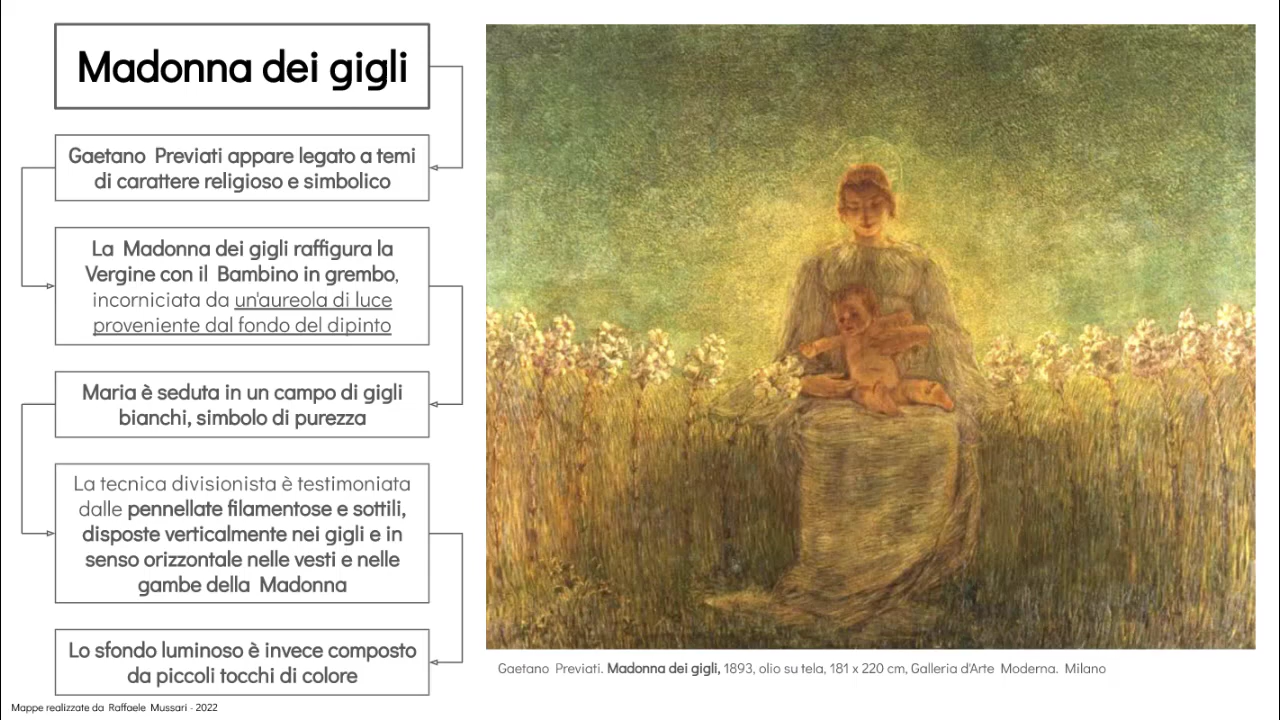 Madonna dei gigli
Gaetano Previati appare legato a temi
di carattere religioso e simbolico
La Madonna dei gigli raffigura la
Vergine con il Bambino in grembo,
incorniciata da un'aureola di luce
proveniente dal fondo del dipinto
Maria è seduta in un campo di gigli
bianchi, simbolo di purezza
La tecnica divisionista è testimoniata
dalle pennellate filamentose e sottili,
disposte verticalmente nei gigli e in
senso orizzontale nelle vesti e nelle
gambe della Madonna
Lo sfondo luminoso è invece composto
da piccoli tocchi di colore
Gaetano Previati. Madonna dei gigli, 1893, olio su tela, 181 x 220 cm, Galleria d'Arte Moderna. Milano
Mappe realizzate da Raffaele Mussari - 2022